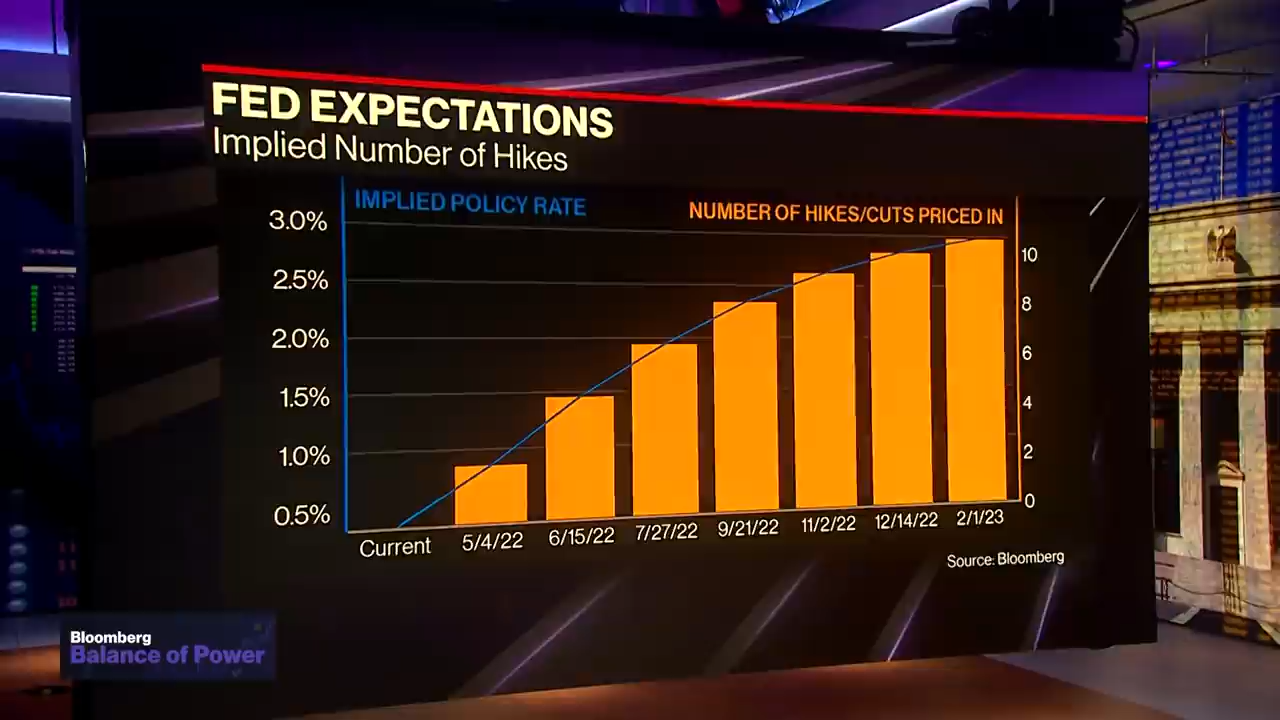 FED EXPECTATIONS
Implied Number of Hikes
IMPLIED POLICY RATE
NUMBER OF HIKES/CUTS PRICED IN
3.0%
2.5%
2.0%
1.5%
1.0%
0.5%
10
8
6
4
2
0
Current 5/4/22 6/15/22 7/27/22 9/21/22 11/2/22 12/14/22 2/1/23
Source: Bloomberg
Bloomberg
Balance of Power